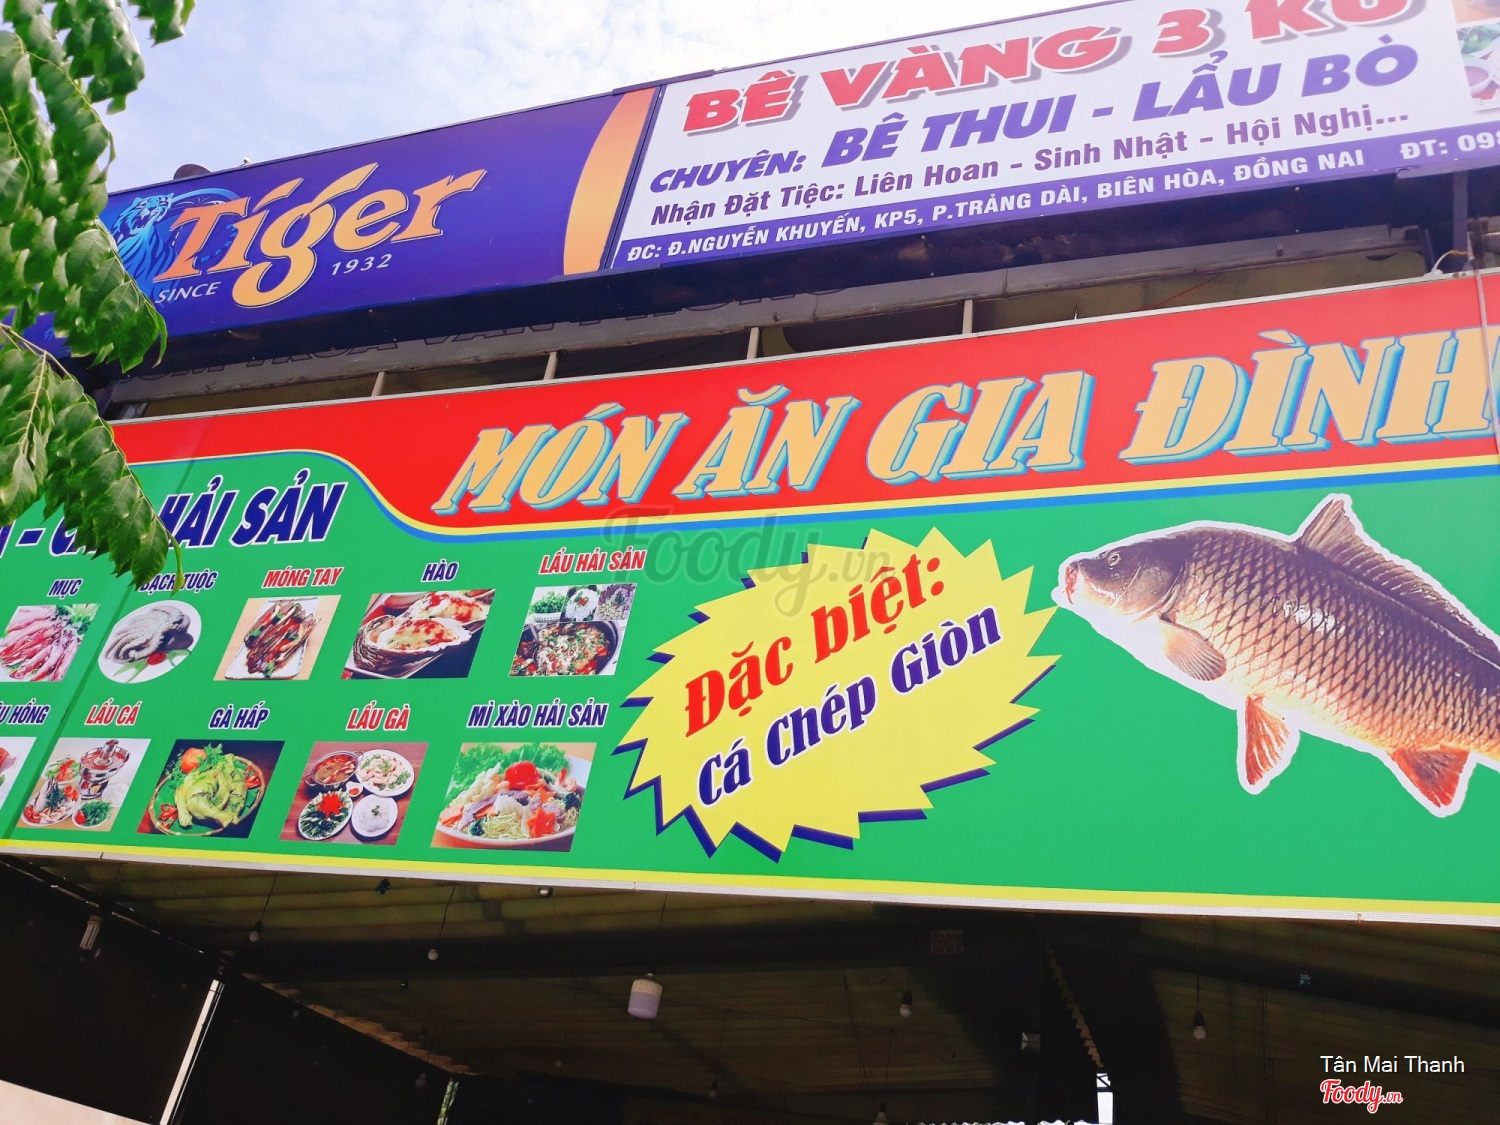 BÊ VÀNG 3 KU
CHUYÊN: BÊ THUI - LẨU BÒ
Nhận Đặt Tiệc: Liên Hoan - Sinh Nhật - Hội Nghị...
ĐC: Đ.NGUYỄN KHUYẾN, KP5, P.TRẢNG DÀI, BIÊN HÒA, ĐỒNG NAI ĐT: 09
Tiger
SINCE 1932
MÓN ĂN GIA ĐÌNH
HẢI SẢN
MỰC BẠCH TUỘC MÓNG TAY HÀO LẨU HẢI SẢN
HỒNG LẨU CÁ GÀ HẤP LẨU GÀ MÌ XÀO HẢI SẢN
Đặc biệt:
Cá Chép Giòn
Foody.vn
Tân Mai Thanh
Foody.vn